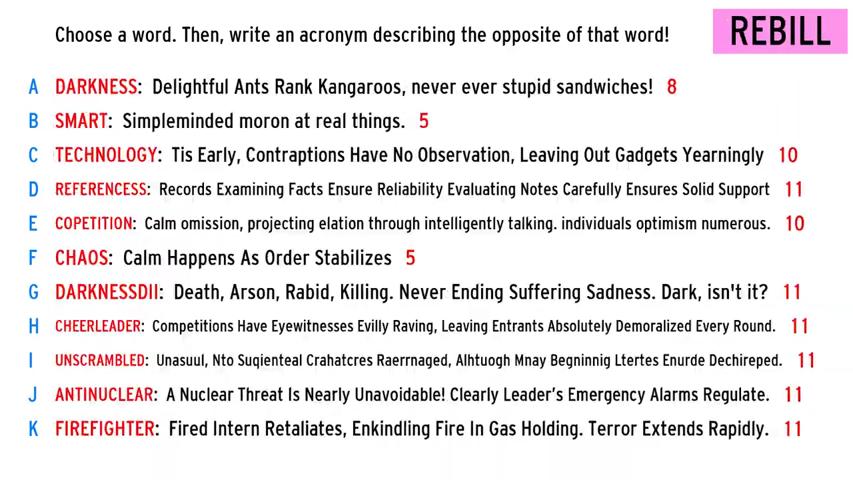 Choose a word. Then, write an acronym describing the opposite of that word!
REBILL
A DARKNESS: Delightful Ants Rank Kangaroos, never ever stupid sandwiches! 8
B SMART: Simpleminded moron at real things. 5
C TECHNOLOGY: Tis Early, Contraptions Have No Observation, Leaving Out Gadgets Yearningly 10
D REFERENCESS: Records Examining Facts Ensure Reliability Evaluating Notes Carefully Ensures Solid Support 11
E COPETITION: Calm omission, projecting elation through intelligently talking. individuals optimism numerous. 10
F CHAOS: Calm Happens As Order Stabilizes 5
G DARKNESSDII: Death, Arson, Rabid, Killing. Never Ending Suffering Sadness. Dark, isn't it? 11
H CHEERLEADER: Competitions Have Eyewitnesses Evilly Raving, Leaving Entrants Absolutely Demoralized Every Round. 11
I UNSCRAMBLED: Unasuul, Nto Suqienteal Crahatcres Raerrnaged, Alhtuogh Mnay Begninnig Ltertes Enurde Dechireped. 11
J ANTINUCLEAR: A Nuclear Threat Is Nearly Unavoidable! Clearly Leader's Emergency Alarms Regulate. 11
K FIREFIGHTER: Fired Intern Retaliates, Enkindling Fire In Gas Holding. Terror Extends Rapidly. 11